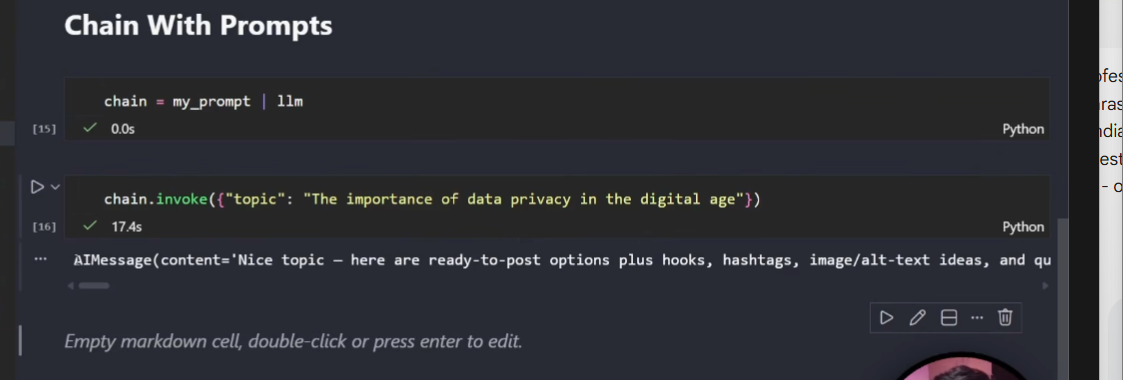 Chain With Prompts
chain = my_prompt | llm
[15]
0.0s
Python
chain.invoke({"topic": "The importance of data privacy in the digital age"})
[16]
17.4s
Python
AIMessage(content='Nice topic — here are ready-to-post options plus hooks, hashtags, image/alt-text ideas, and qu
Empty markdown cell, double-click or press enter to edit.